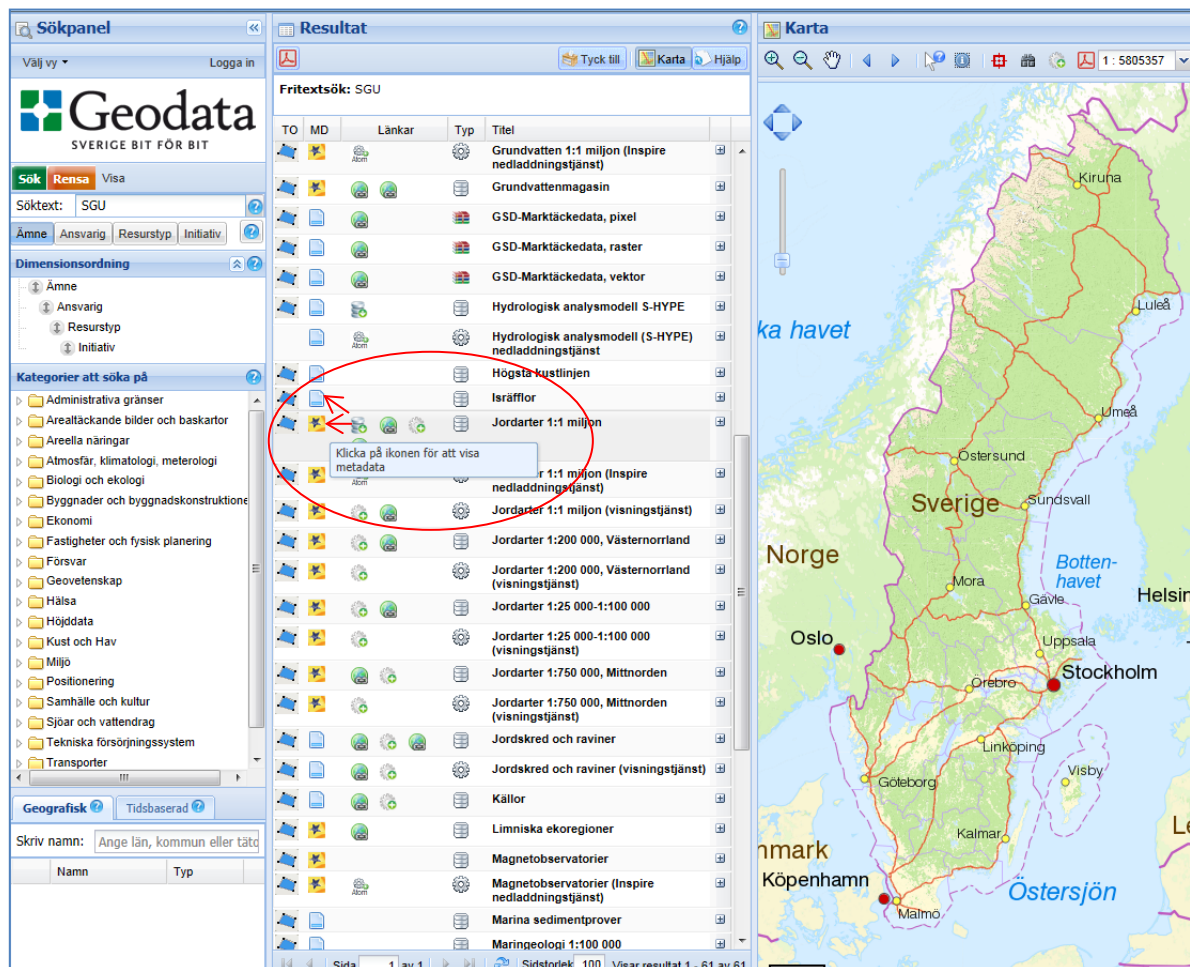 Sökpanel
Välj vy
Logga in
Geodata
SVERIGE BIT FÖR BIT
Sök Rensa Visa
Söktext: SGU
Ämne Ansvarig Resurstyp Initiativ
Dimensionsordning
Ämne
Ansvarig
Resurstyp
Initiativ
Kategorier att söka på
Administrativa gränser
Arealtäckande bilder och baskartor
Areella näringar
Atmosfär, klimatologi, meterologi
Biologi och ekologi
Byggnader och byggnadskonstruktione
Ekonomi
Fastigheter och fysisk planering
Försvar
Geovetenskap
Hälsa
Höjddata
Kust och Hav
Miljö
Positionering
Samhälle och kultur
Sjöar och vattendrag
Tekniska försörjningssystem
Transporter
Geografisk Tidsbaserad
Skriv namn: Ange län, kommun eller täto
Namn Typ
Resultat
Tyck till Karta Hjälp
Fritextsök: SGU
TO MD Länkar Typ Titel
Atom Grundvatten 1:1 miljon (Inspire
nedladdningstjänst)
Grundvattenmagasin
GSD-Marktäckedata, pixel
GSD-Marktäckedata, raster
GSD-Marktäckedata, vektor
Hydrologisk analysmodell S-HYPE
Atom Hydrologisk analysmodell (S-HYPE)
nedladdningstjänst
Högsta kustlinjen
Isräfflor
Jordarter 1:1 miljon
Klicka på ikonen för att visa
metadata
er 1:1 miljon (Inspire
Atom nedladdningstjänst)
Jordarter 1:1 miljon (visningstjänst)
Jordarter 1:200 000, Västernorrland
Jordarter 1:200 000, Västernorrland
(visningstjänst)
Jordarter 1:25 000-1:100 000
Jordarter 1:25 000-1:100 000
(visningstjänst)
Jordarter 1:750 000, Mittnorden
Jordarter 1:750 000, Mittnorden
(visningstjänst)
Jordskred och raviner
Jordskred och raviner (visningstjänst)
Källor
Limniska ekoregioner
Magnetobservatorier
Atom Magnetobservatorier (Inspire
nedladdningstjänst)
Marina sedimentprover
Maringeologi 1:100 000
Sida 1 av 1 Sidstorlek 100 Visar resultat 1 - 61 av 61
Karta
1 : 5805357
Kiruna
Luleå
ka havet
Umeå
Östersund
Sverige
Sundsvall
Norge
Botten-
havet
Mora
Gävle
Helsin
Oslo
Uppsala
Örebro
Stockholm
Linköping
Visby
Göteborg
Kalmar
Le
nmark
Köpenhamn
Östersjön
Malmö